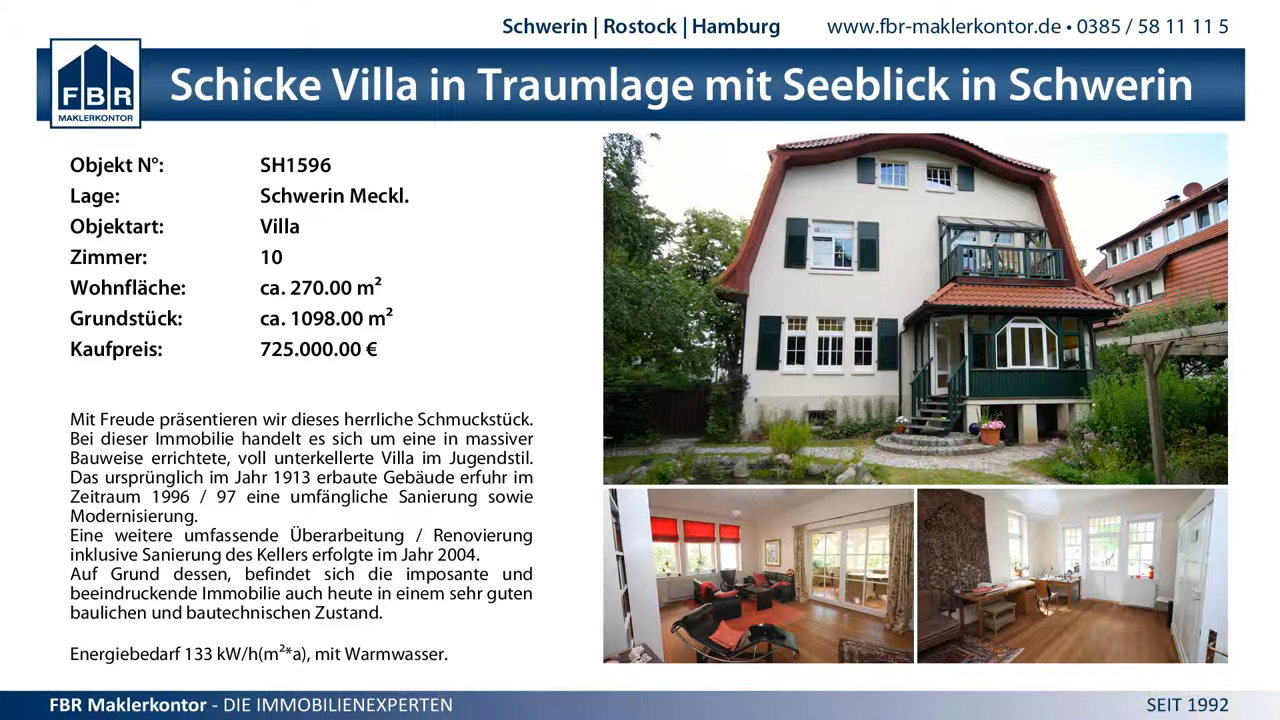 Schwerin | Rostock | Hamburg www.fbr-maklerkontor.de • 0385 / 58 11 11 5
FBR
MAKLERKONTOR
Schicke Villa in Traumlage mit Seeblick in Schwerin
Objekt N°: SH1596
Lage: Schwerin Meckl.
Objektart: Villa
Zimmer: 10
Wohnfläche: ca. 270.00 m²
Grundstück: ca. 1098.00 m²
Kaufpreis: 725.000.00 €
Mit Freude präsentieren wir dieses herrliche Schmuckstück.
Bei dieser Immobilie handelt es sich um eine in massiver
Bauweise errichtete, voll unterkellerte Villa im Jugendstil.
Das ursprünglich im Jahr 1913 erbaute Gebäude erfuhr im
Zeitraum 1996 / 97 eine umfängliche Sanierung sowie
Modernisierung.
Eine weitere umfassende Überarbeitung / Renovierung
inklusive Sanierung des Kellers erfolgte im Jahr 2004.
Auf Grund dessen, befindet sich die imposante und
beeindruckende Immobilie auch heute in einem sehr guten
baulichen und bautechnischen Zustand.
Energiebedarf 133 kW/h(m²*a), mit Warmwasser.
FBR Maklerkontor - DIE IMMOBILIENEXPERTEN SEIT 1992